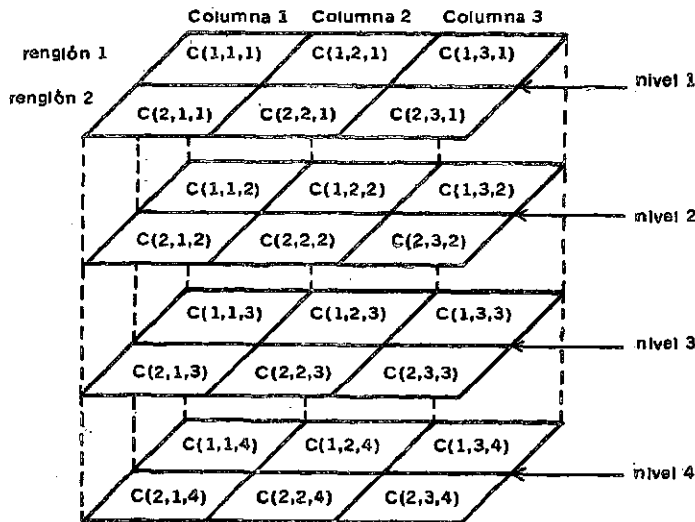 Columna 1 Columna 2 Columna 3
renglón 1 C(1,1,1) C(1,2,1) C(1,3,1)
nivel 1
renglón 2 C(2,1,1) C(2,2,1) C(2,3,1)
C(1,1,2) C(1,2,2) C(1,3,2)
nivel 2
C(2,1,2) C(2,2,2) C(2,3,2)
C(1,1,3) C(1,2,3) C(1,3,3)
nivel 3
C(2,1,3) C(2,2,3) C(2,3,3)
C(1,1,4) C(1,2,4) C(1,3,4)
nivel 4
C(2,1,4) C(2,2,4) C(2,3,4)